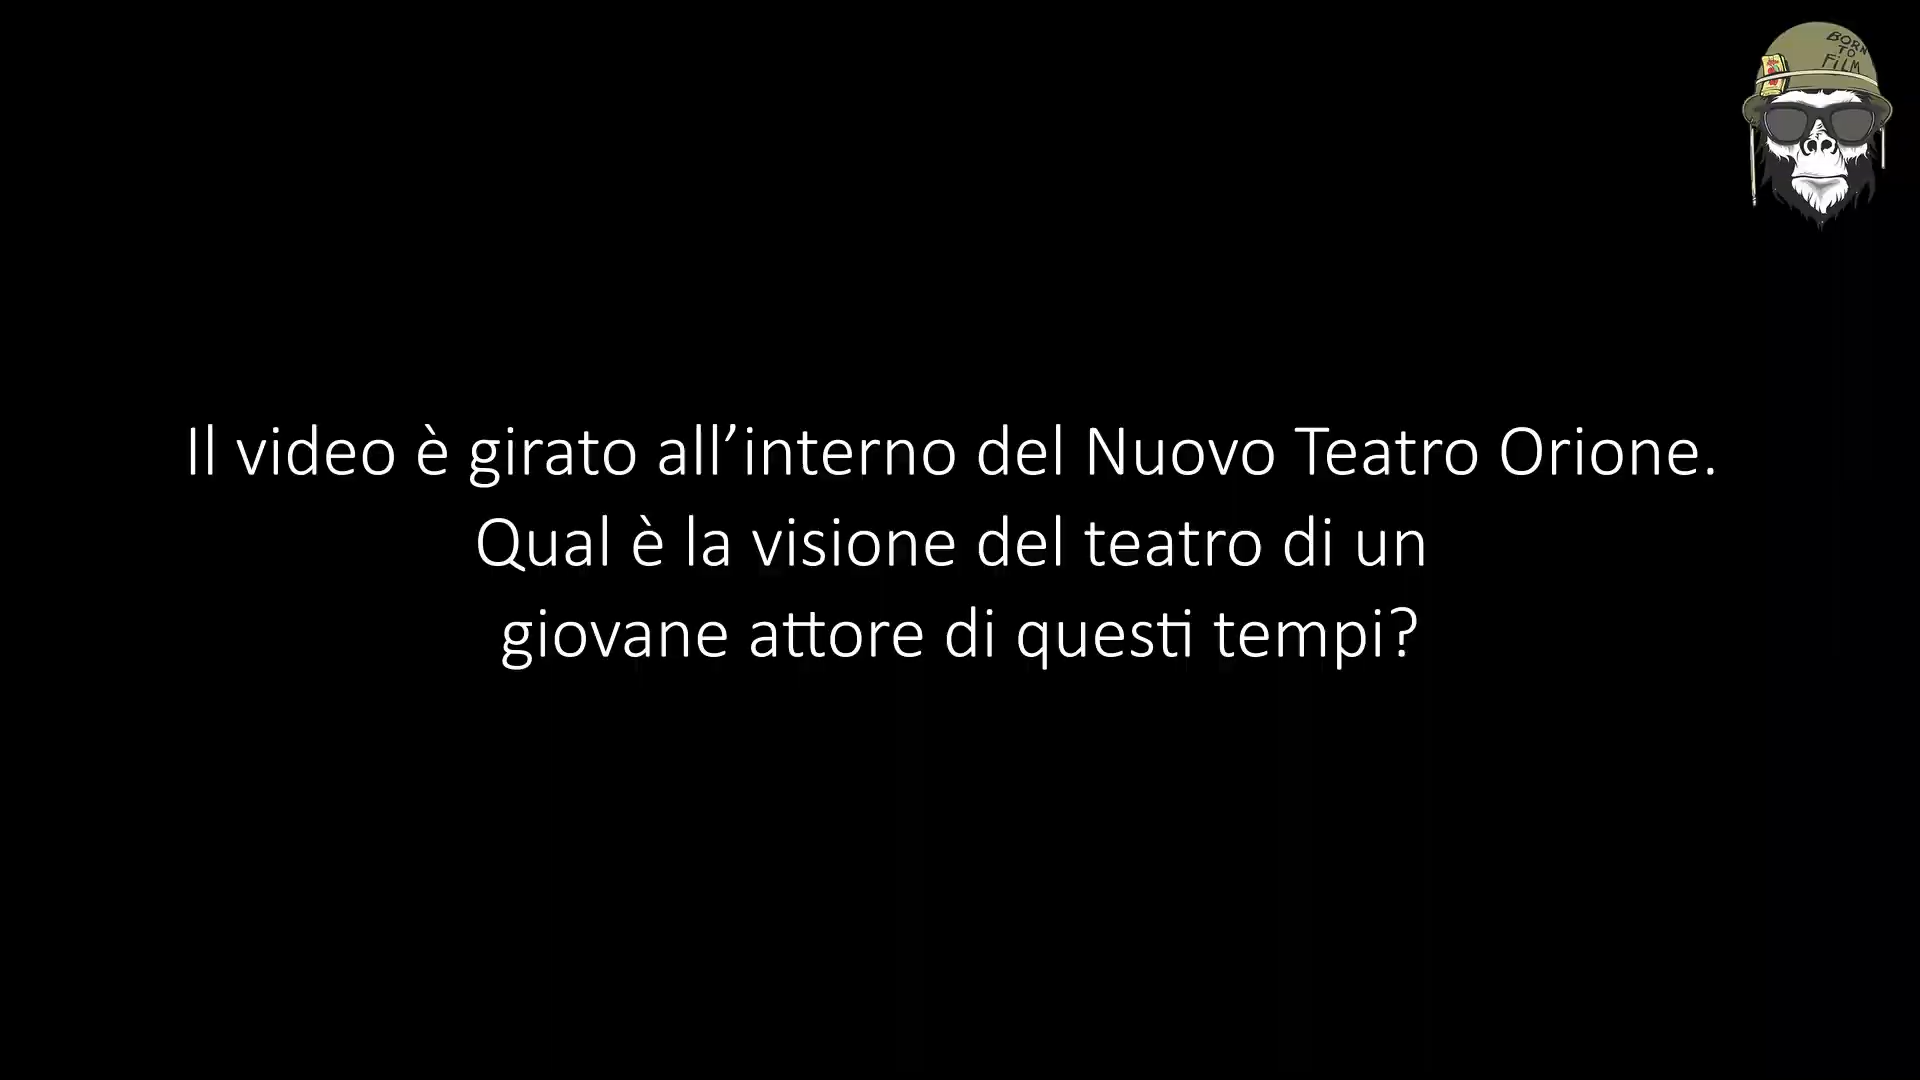 BORN
TO
FILM
Il video è girato all’interno del Nuovo Teatro Orione.
Qual è la visione del teatro di un
giovane attore di questi tempi?